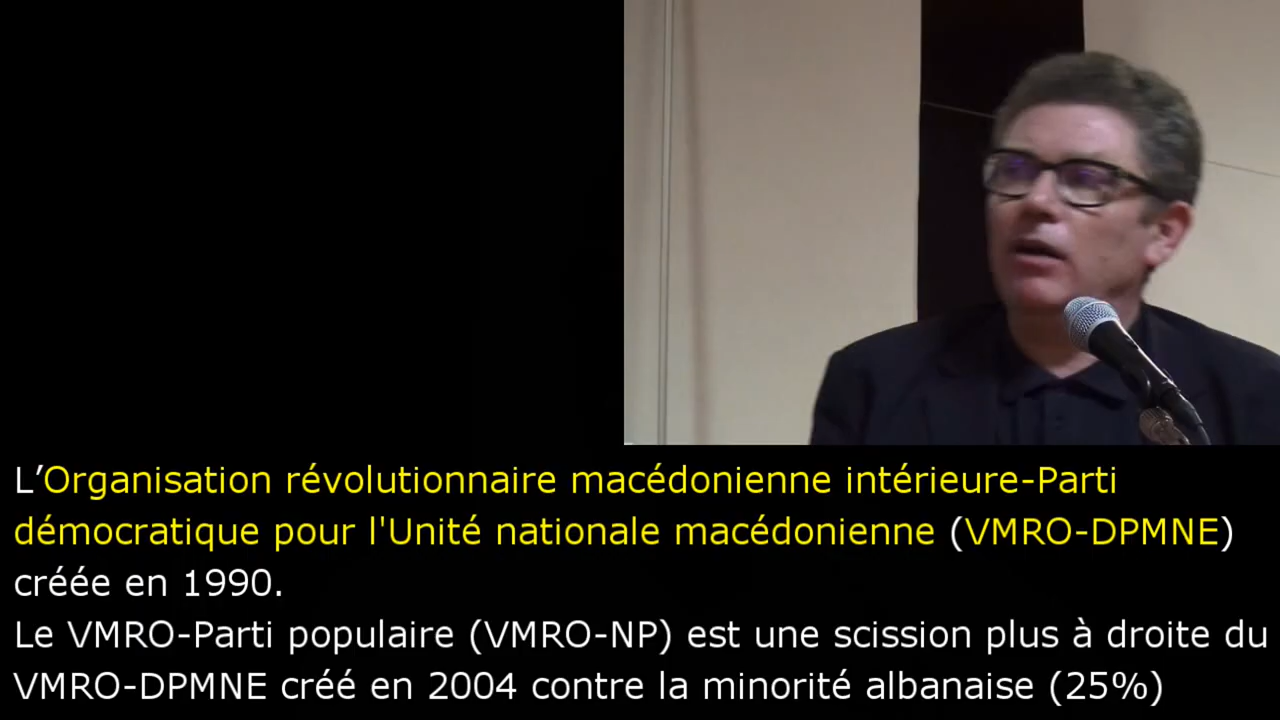 L’Organisation révolutionnaire macédonienne intérieure-Parti
démocratique pour l'Unité nationale macédonienne (VMRO-DPMNE)
créée en 1990.
Le VMRO-Parti populaire (VMRO-NP) est une scission plus à droite du
VMRO-DPMNE créé en 2004 contre la minorité albanaise (25%)